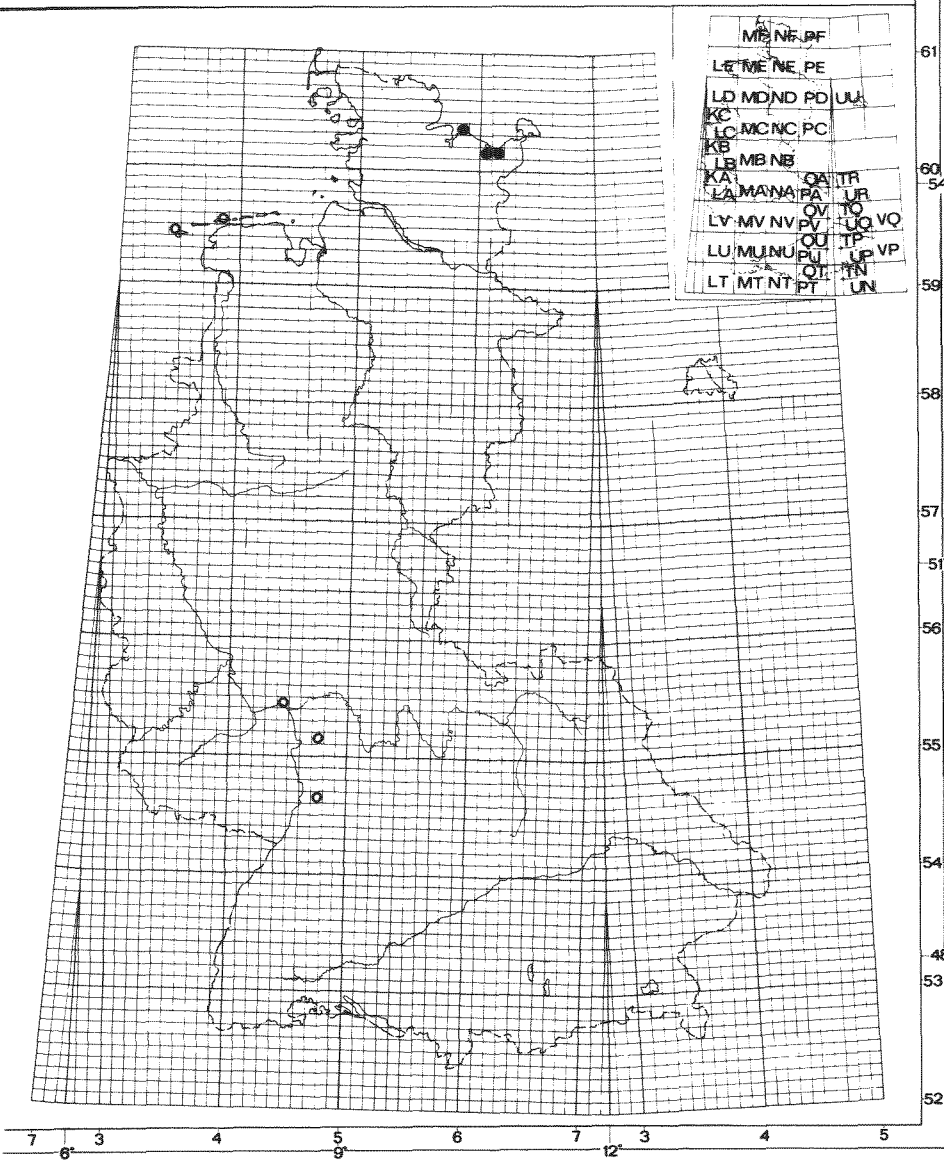 MF NF PF
LE ME NE PE
LD MD ND PD UU
KC
LC MC NC PC
KB
LB MB NB
KA QA TR
LA MA NA PA UR
QV TQ
LV MV NV PV UQ VQ
QU TP
LU MU NU PU UP VP
QT TN
LT MT NT PT UN
61
60
54
59
58
57
51
56
55
54
48
53
52
7 3 4 5 6 7 3 4 5
6° 9° 12°